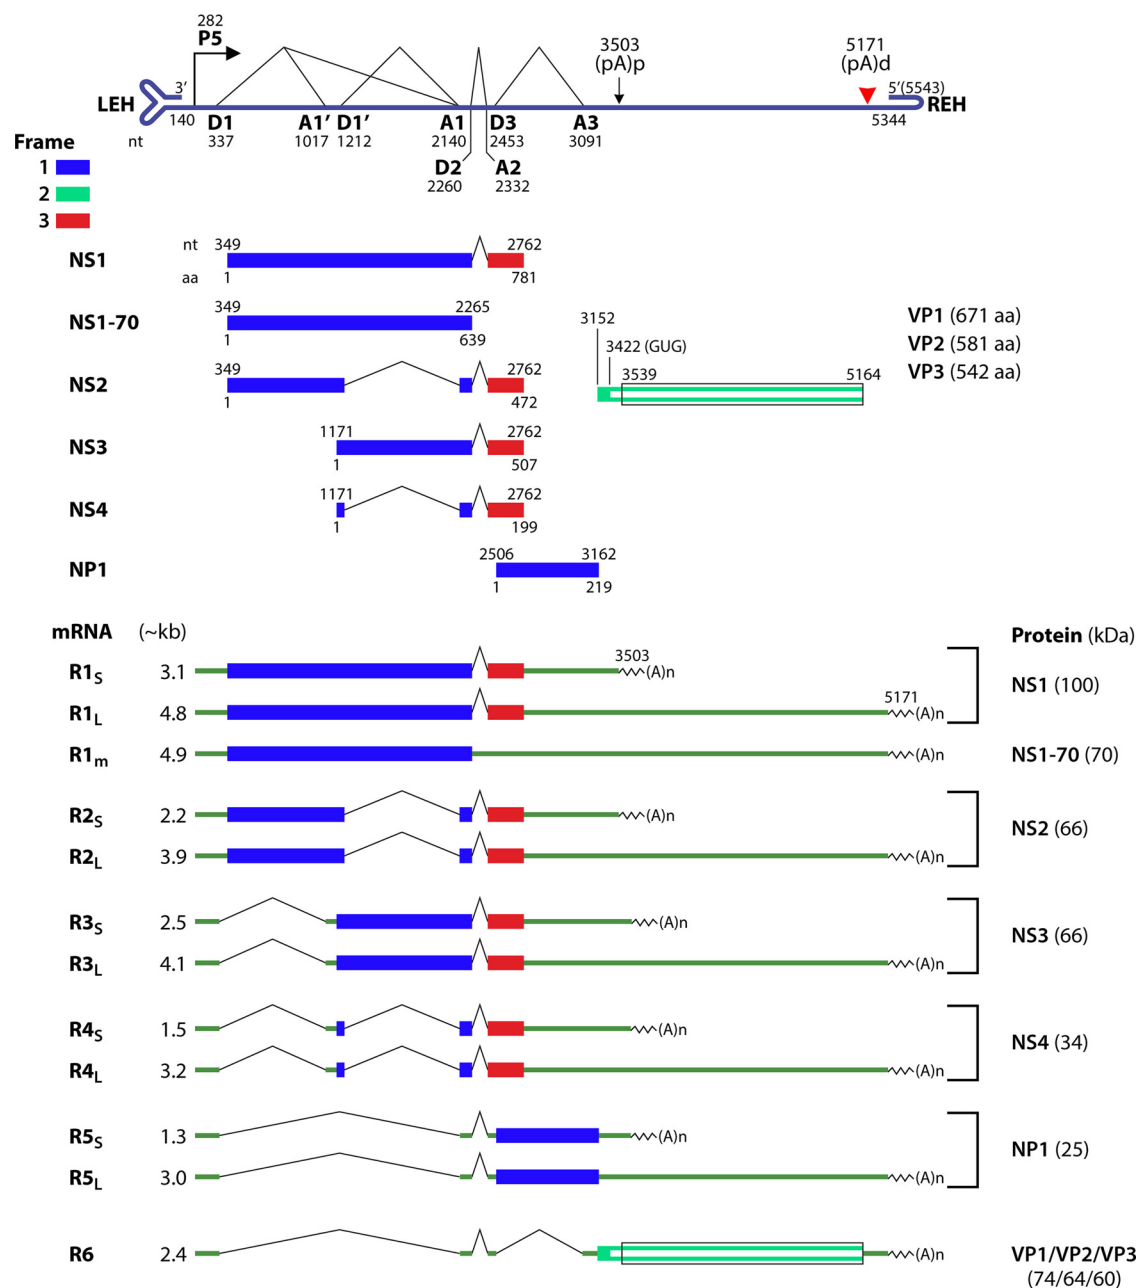 282
P5
3503
(pA)p
5171
(pA)d
3′
5′(5543)
LEH
REH
140
D1
A1′
D1′
A1
D3
A3
5344
nt
337
1017
1212
2140
2453
3091
Frame
D2
A2
2260
2332
1
2
3
NS1
nt
349
2762
aa
1
781
NS1-70
349
2265
1
639
3152
VP1 (671 aa)
3422 (GUG)
VP2 (581 aa)
NS2
349
2762
3539
5164
VP3 (542 aa)
1
472
NS3
1171
2762
1
507
NS4
1171
2762
1
199
NP1
2506
3162
1
219
mRNA (~kb)
Protein (kDa)
R1S 3.1
3503
(A)n
NS1 (100)
R1L 4.8
5171
(A)n
R1m 4.9 (A)n NS1-70 (70)
R2S 2.2 (A)n
NS2 (66)
R2L 3.9 (A)n
R3S 2.5 (A)n
NS3 (66)
R3L 4.1 (A)n
R4S 1.5 (A)n
NS4 (34)
R4L 3.2 (A)n
R5S 1.3 (A)n
NP1 (25)
R5L 3.0 (A)n
R6 2.4 (A)n VP1/VP2/VP3
(74/64/60)